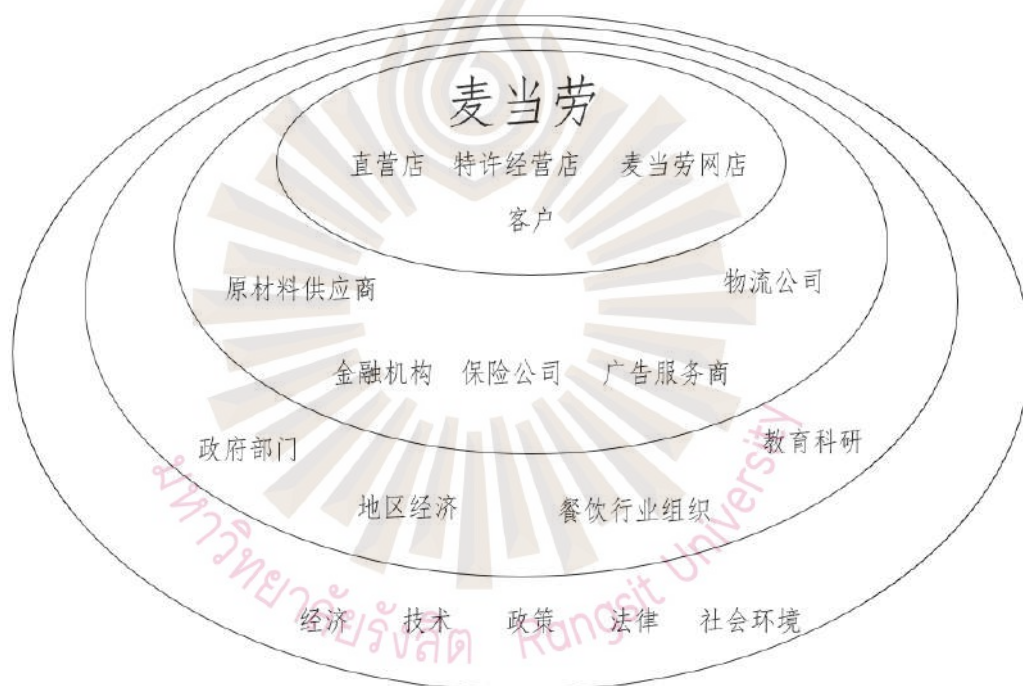 麦当劳
直营店 特许经营店 麦当劳网店
客户
原材料供应商 物流公司
金融机构 保险公司 广告服务商
政府部门 教育科研
地区经济 餐饮行业组织
经济 技术 政策 法律 社会环境
มหาวิทยาลัยรังสิต Rangsit University